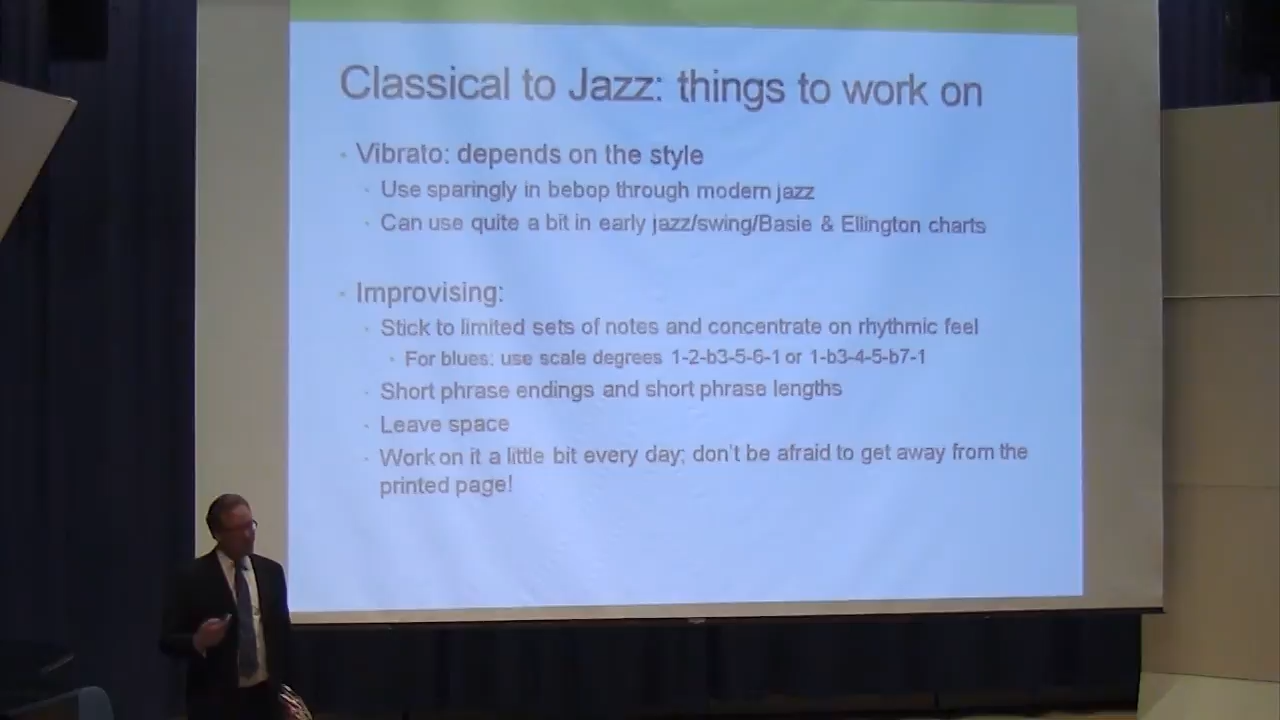 Classical to Jazz: things to work on
· Vibrato: depends on the style
· Use sparingly in bebop through modern jazz
· Can use quite a bit in early jazz/swing/Basie & Ellington charts
· Improvising:
· Stick to limited sets of notes and concentrate on rhythmic feel
· For blues: use scale degrees 1-2-b3-5-6-1 or 1-b3-4-5-b7-1
· Short phrase endings and short phrase lengths
· Leave space
· Work on it a little bit every day; don't be afraid to get away from the
printed page!